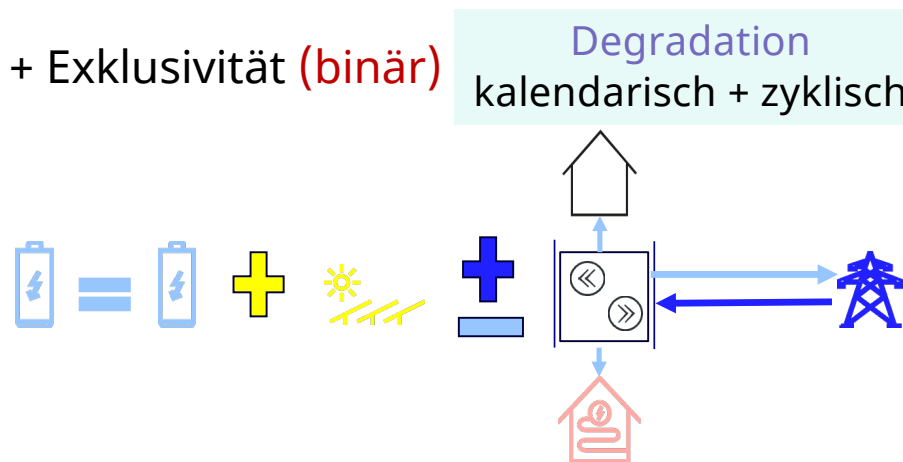 + Exklusivität (binär)
Degradation
kalendarisch + zyklisch